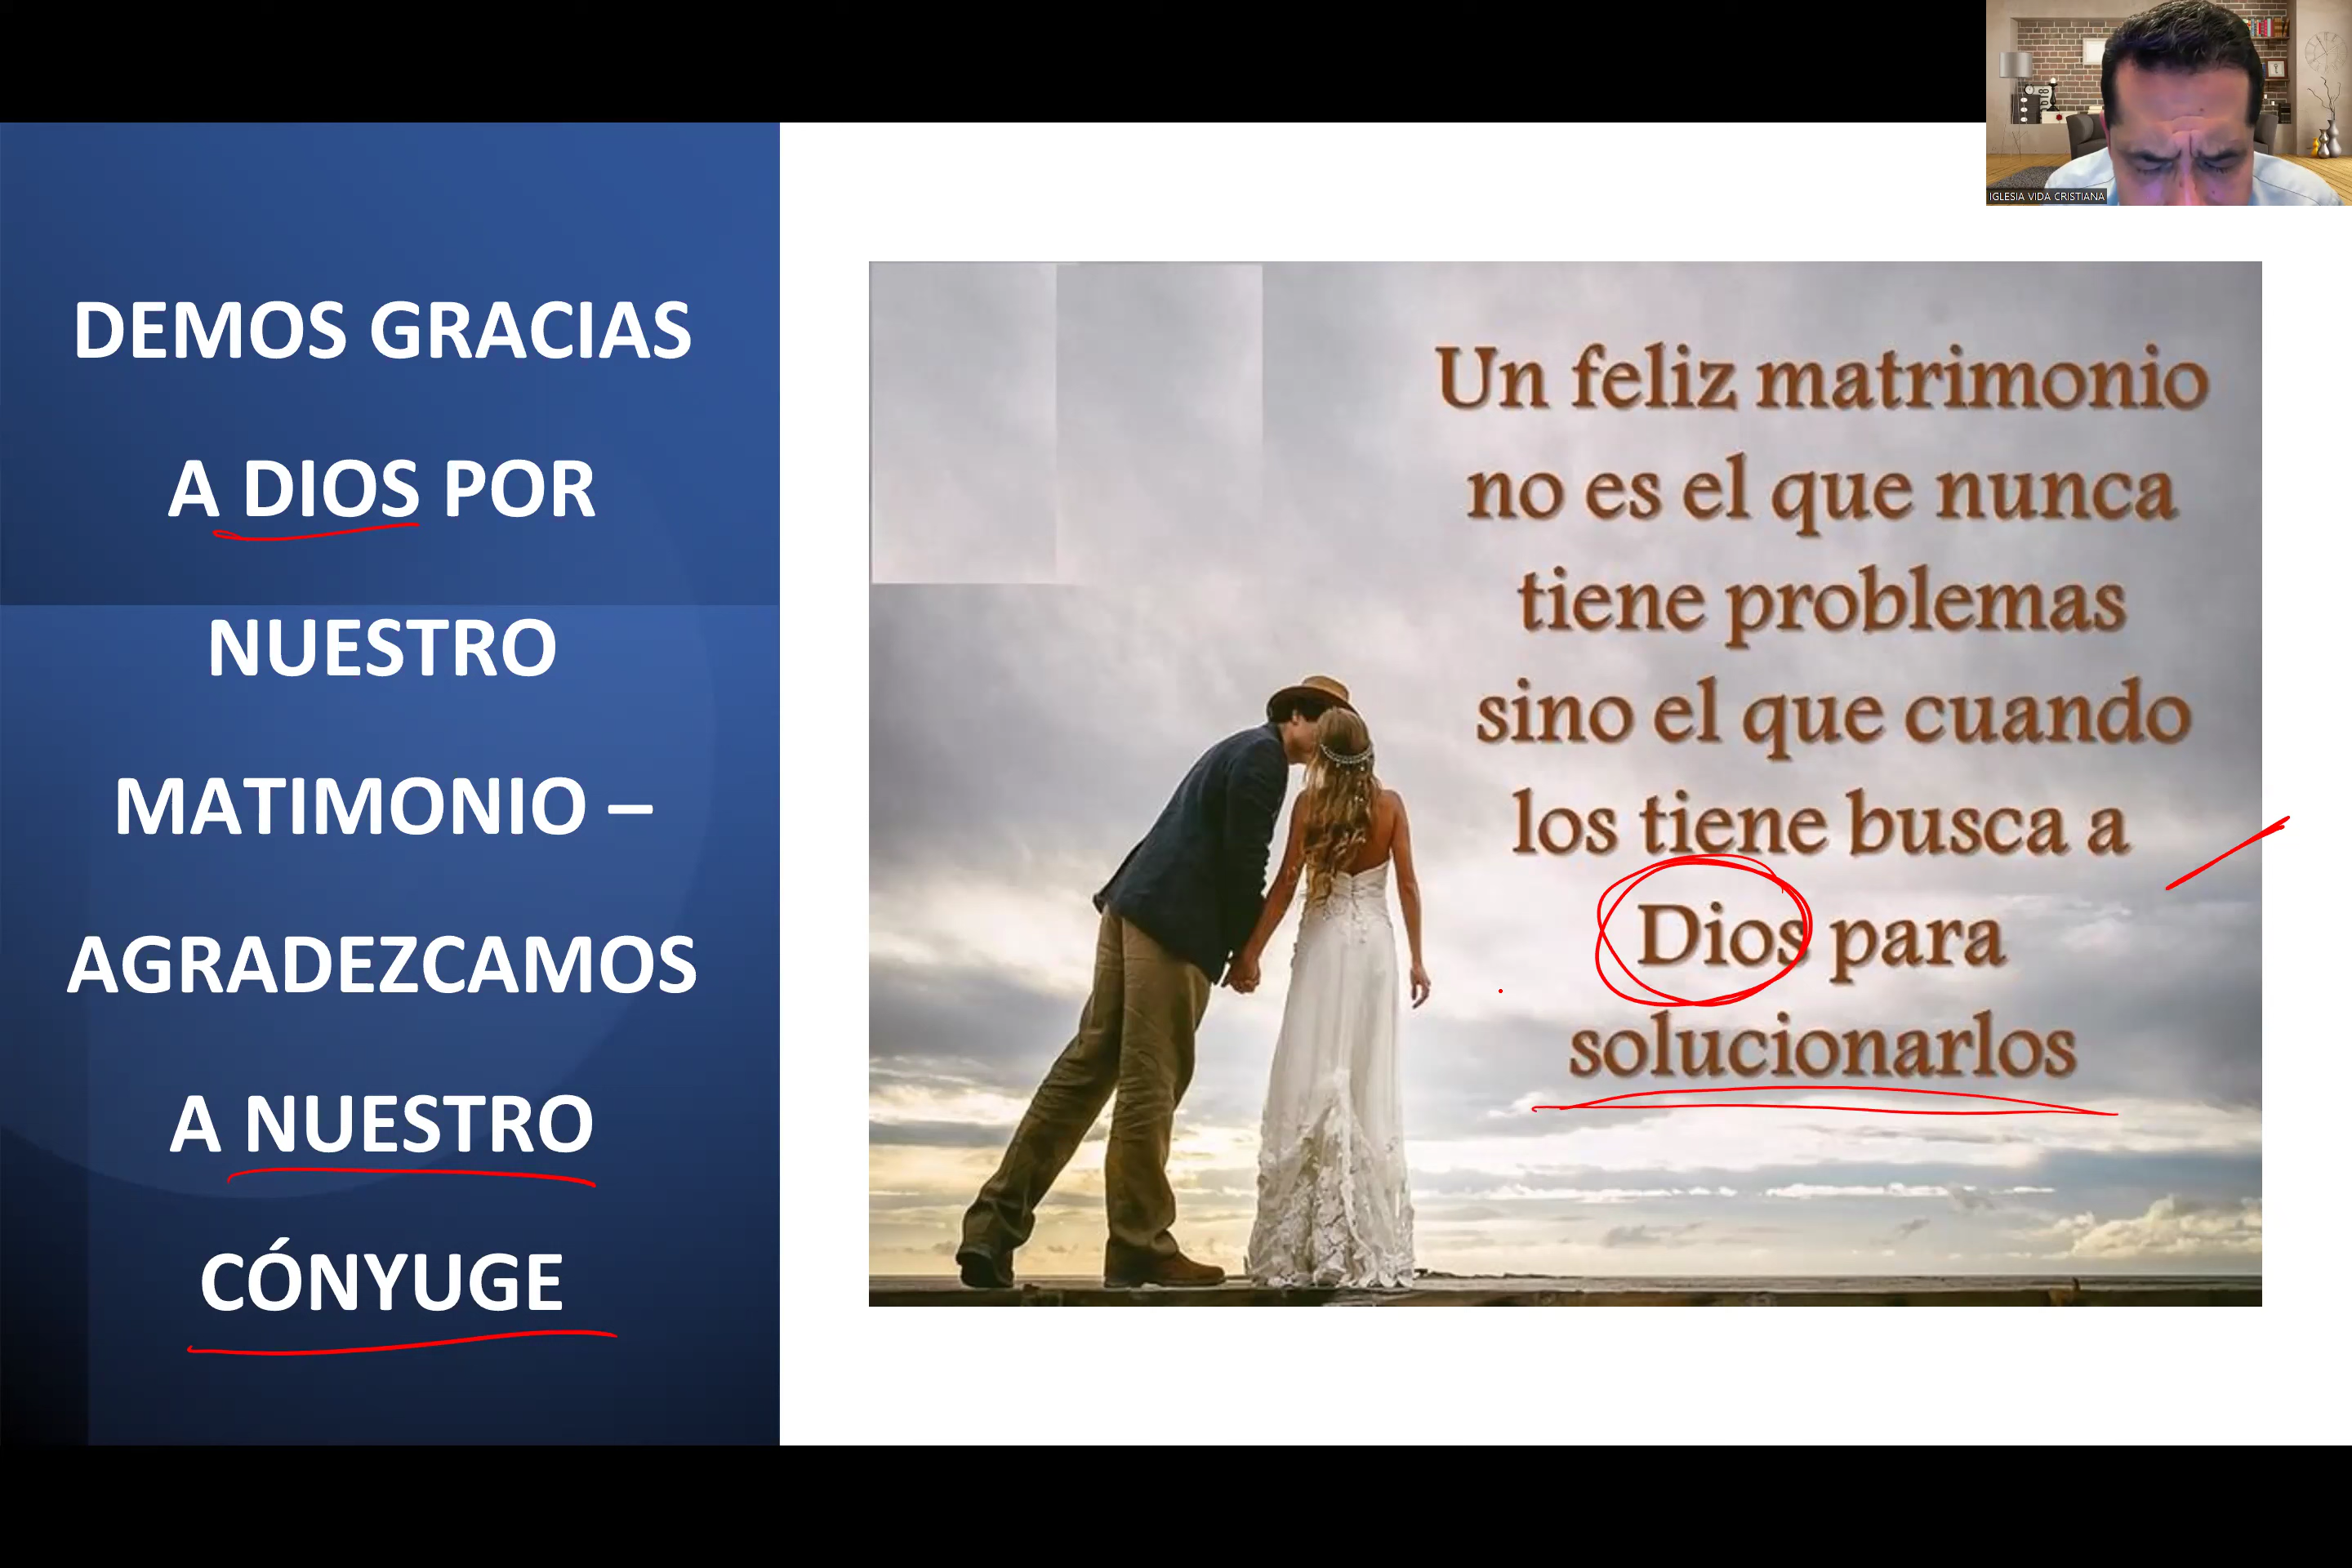 IGLESIA VIDA CRISTIANA
DEMOS GRACIAS
A DIOS POR
NUESTRO
MATIMONIO –
AGRADEZCAMOS
A NUESTRO
CÓNYUGE
Un feliz matrimonio
no es el que nunca
tiene problemas
sino el que cuando
los tiene busca a
Dios para
solucionarlos